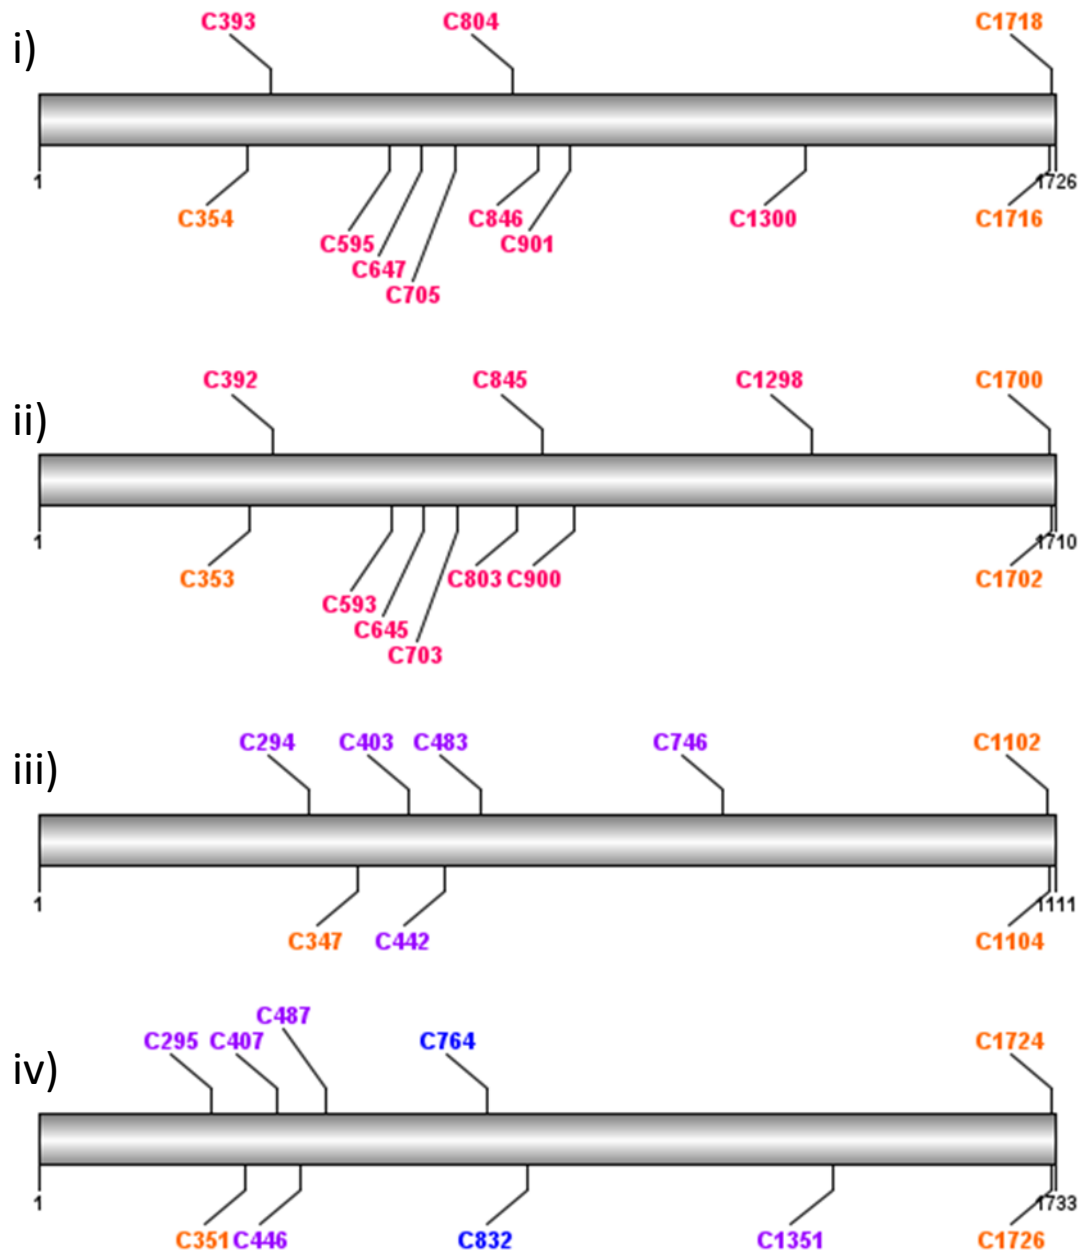 C393 C804 C1718
i)
1 1726
C354 C846 C1300 C1716
C595 C901
C647
C705
C392 C845 C1298 C1700
ii)
1 1710
C353 C803 C900 C1702
C593
C645
C703
C294 C403 C483 C746 C1102
iii)
1 1111
C347 C442 C1104
C487
C295 C407 C764 C1724
iv)
1 1733
C351 C446 C832 C1351 C1726